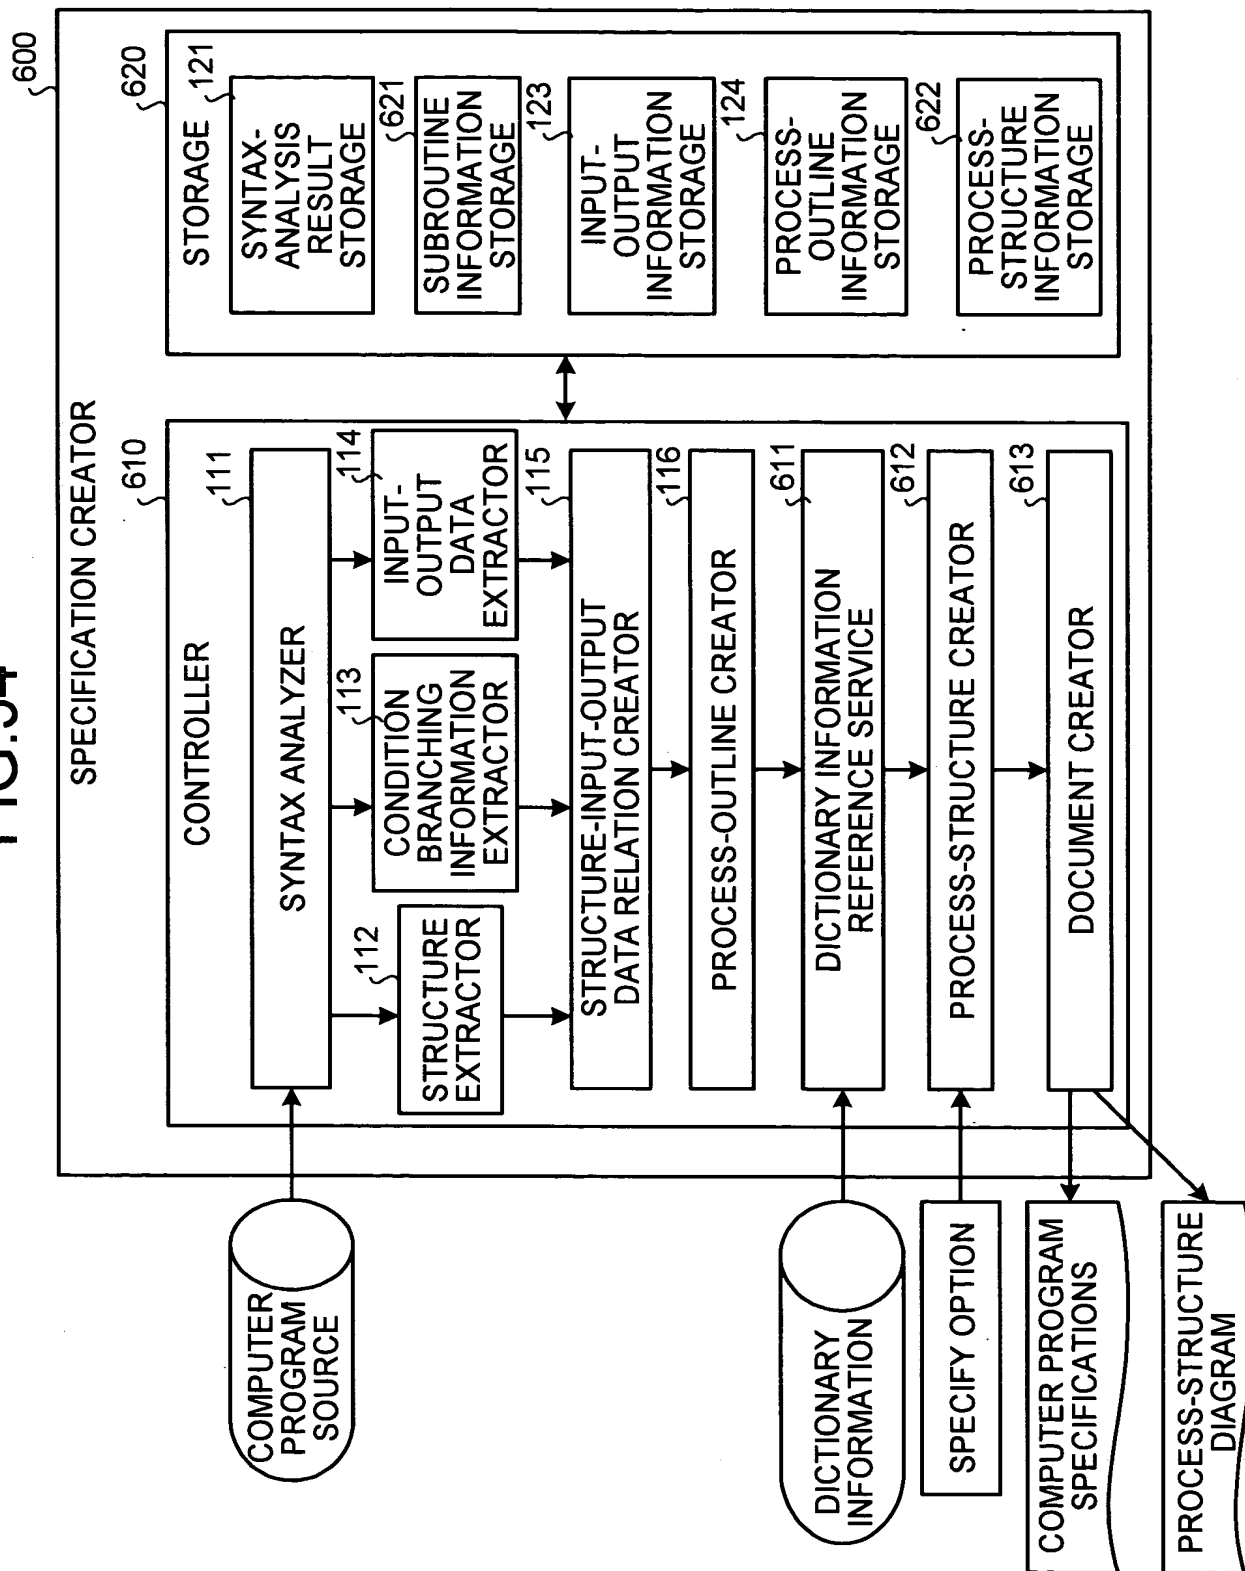 600
SPECIFICATION CREATOR
610
CONTROLLER
111
SYNTAX ANALYZER
112
STRUCTURE
EXTRACTOR
113
CONDITION
BRANCHING
INFORMATION
EXTRACTOR
114
INPUT-
OUTPUT
DATA
EXTRACTOR
115
STRUCTURE-INPUT-OUTPUT
DATA RELATION CREATOR
116
PROCESS-OUTLINE CREATOR
611
DICTIONARY INFORMATION
REFERENCE SERVICE
612
PROCESS-STRUCTURE CREATOR
613
DOCUMENT CREATOR
620
STORAGE
121
SYNTAX-
ANALYSIS
RESULT
STORAGE
621
SUBROUTINE
INFORMATION
STORAGE
123
INPUT-
OUTPUT
INFORMATION
STORAGE
124
PROCESS-
OUTLINE
INFORMATION
STORAGE
622
PROCESS-
STRUCTURE
INFORMATION
STORAGE
COMPUTER
PROGRAM
SOURCE
DICTIONARY
INFORMATION
SPECIFY OPTION
COMPUTER PROGRAM
SPECIFICATIONS
PROCESS-STRUCTURE
DIAGRAM